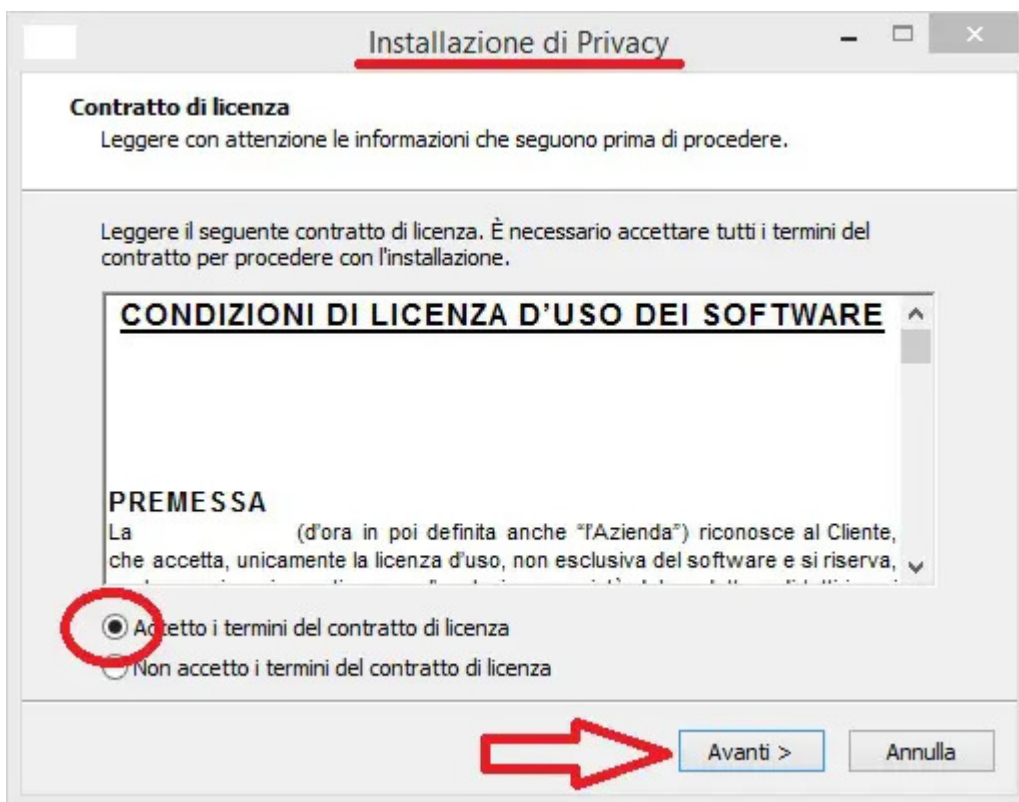 Installazione di Privacy
Contratto di licenza
Leggere con attenzione le informazioni che seguono prima di procedere.
Leggere il seguente contratto di licenza. È necessario accettare tutti i termini del
contratto per procedere con l'installazione.
CONDIZIONI DI LICENZA D’USO DEI SOFTWARE
PREMESSA
La (d’ora in poi definita anche “l’Azienda”) riconosce al Cliente,
che accetta, unicamente la licenza d’uso, non esclusiva del software e si riserva,
Accetto i termini del contratto di licenza
Non accetto i termini del contratto di licenza
Avanti >
Annulla